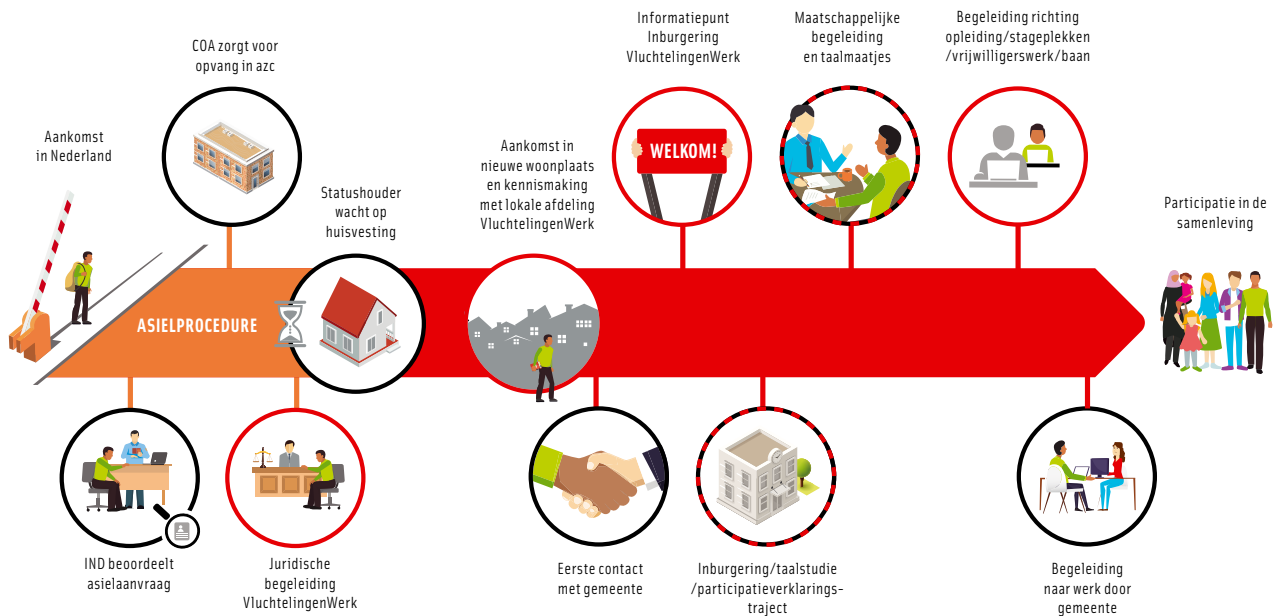 Aankomst
in Nederland
COA zorgt voor
opvang in azc
Statushouder
wacht op
huisvesting
Aankomst in
nieuwe woonplaats
en kennismaking
met lokale afdeling
VluchtelingenWerk
Informatiepunt
Inburgering
VluchtelingenWerk
WELKOM!
Maatschappelijke
begeleiding
en taalmaatjes
Begeleiding richting
opleiding/stageplekken
/vrijwilligerswerk/baan
Participatie in de
samenleving
ASIELPROCEDURE
IND beoordeelt
asielaanvraag
Juridische
begeleiding
VluchtelingenWerk
Eerste contact
met gemeente
Inburgering/taalstudie
/participatieverklarings-
traject
Begeleiding
naar werk door
gemeente